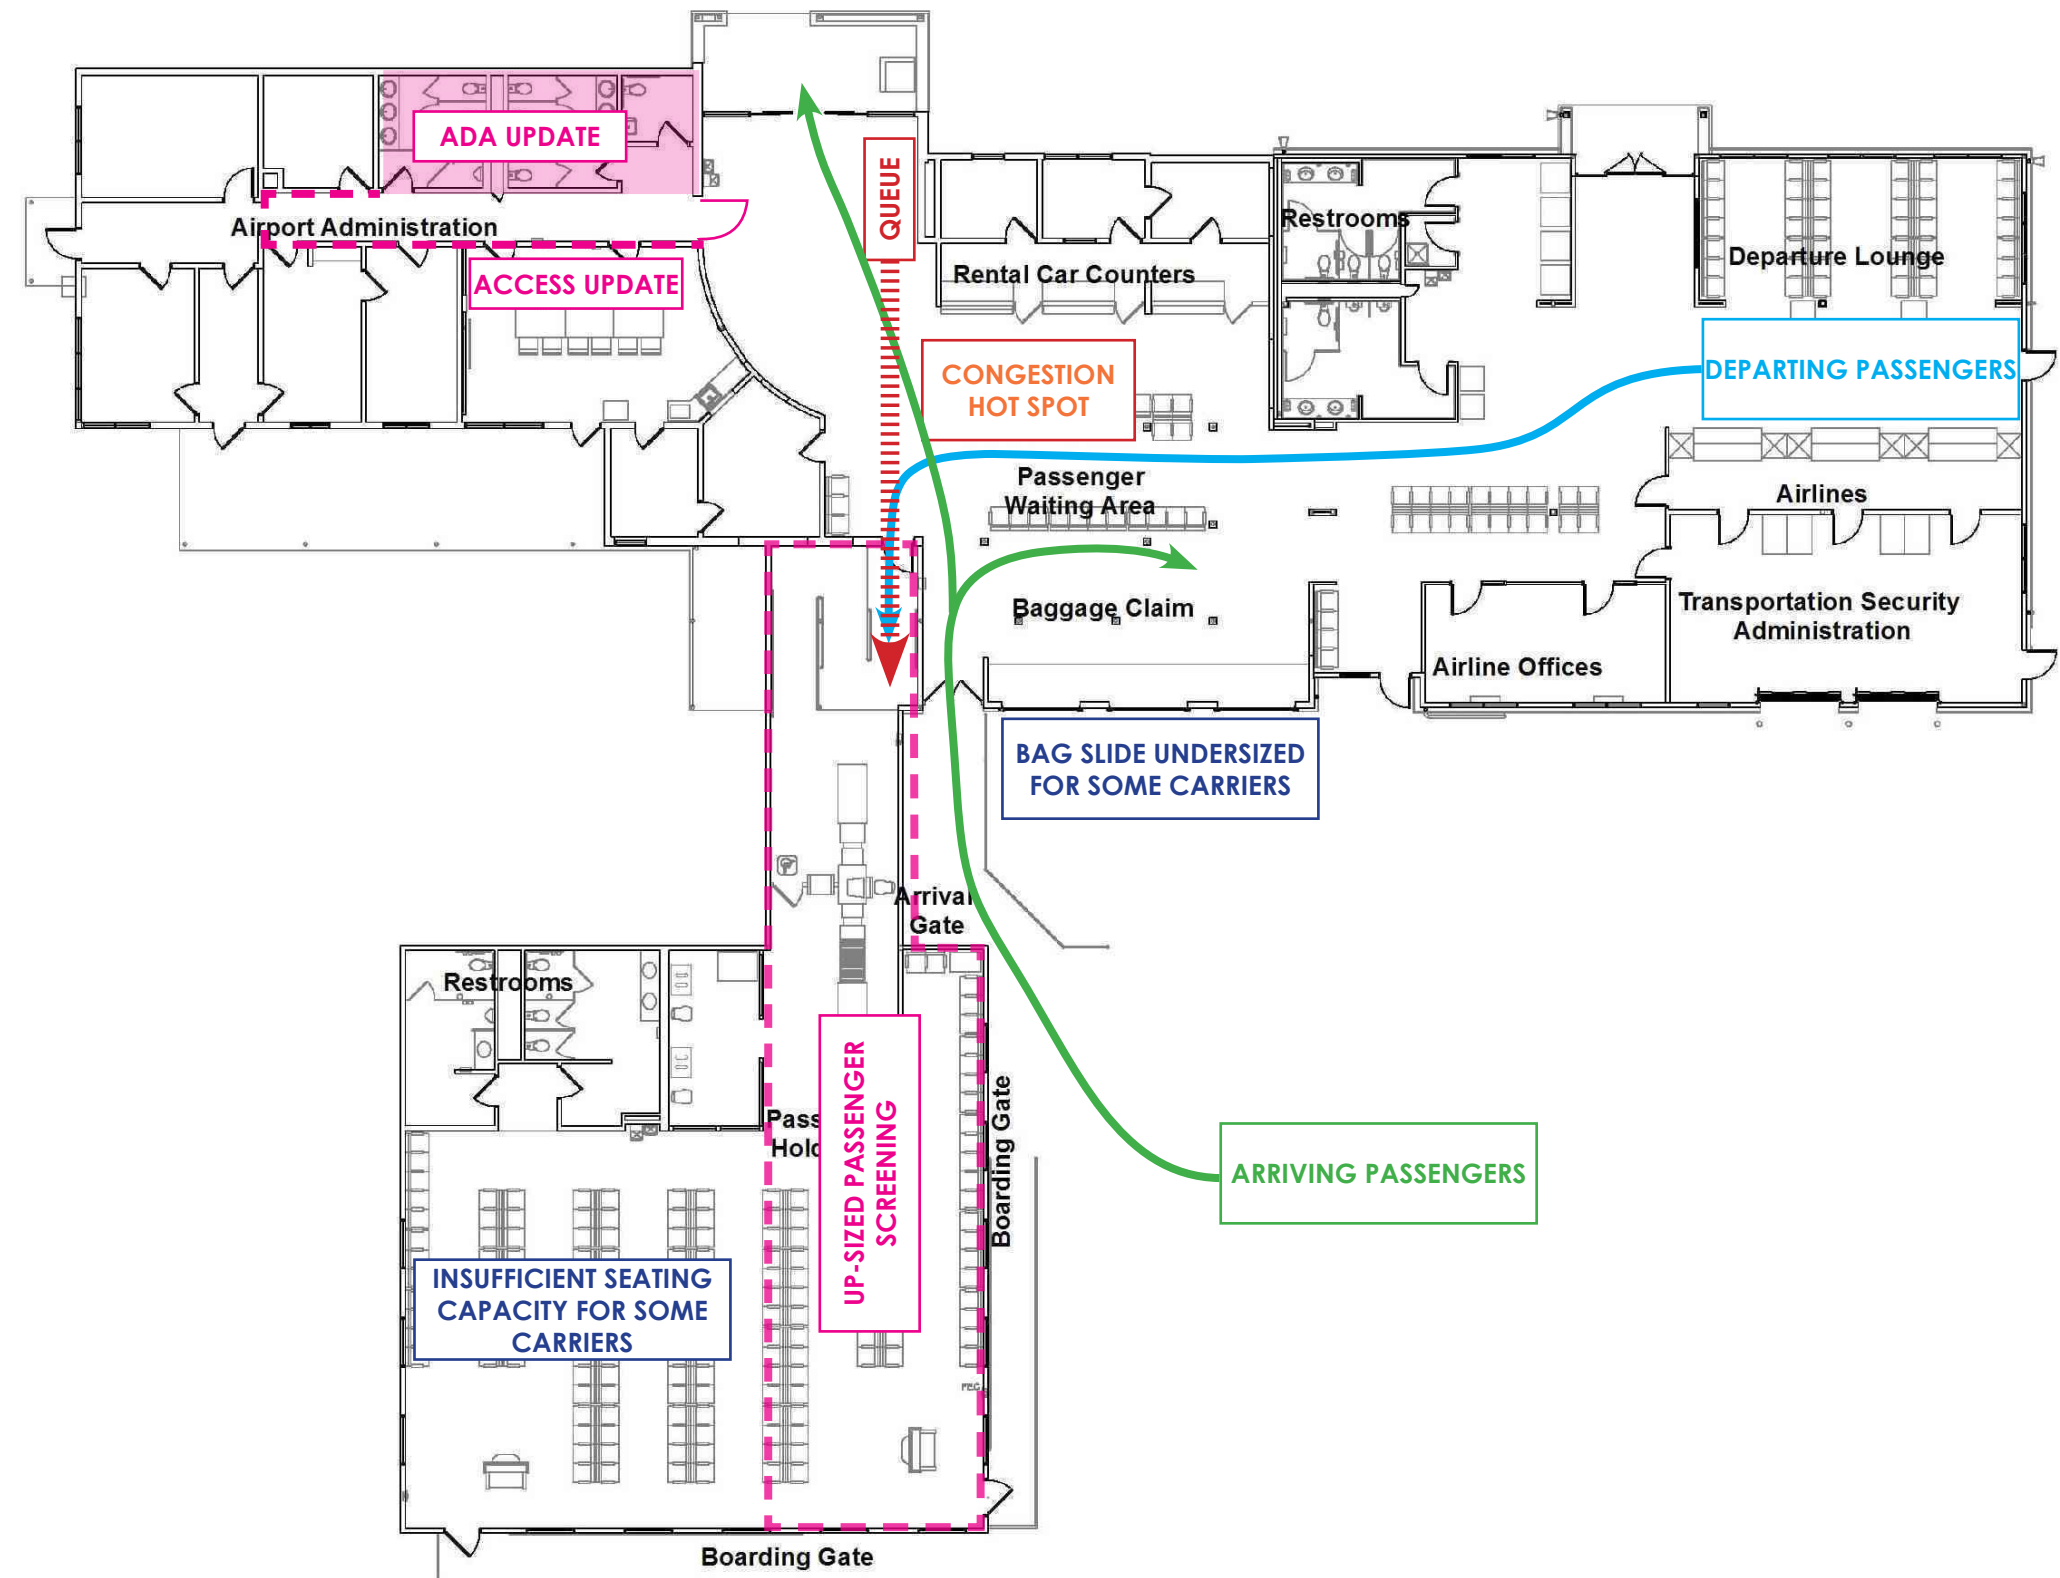 ADA UPDATE
QUEUE
Airport Administration
Restrooms
Rental Car Counters
Departure Lounge
ACCESS UPDATE
CONGESTION
HOT SPOT
DEPARTING PASSENGERS
Passenger
Waiting Area
Airlines
Baggage Claim
Transportation Security
Administration
Airline Offices
BAG SLIDE UNDERSIZED
FOR SOME CARRIERS
Arrival
Gate
Restrooms
UP-SIZED PASSENGER
SCREENING
Pass
Hold
Boarding Gate
ARRIVING PASSENGERS
INSUFFICIENT SEATING
CAPACITY FOR SOME
CARRIERS
Boarding Gate